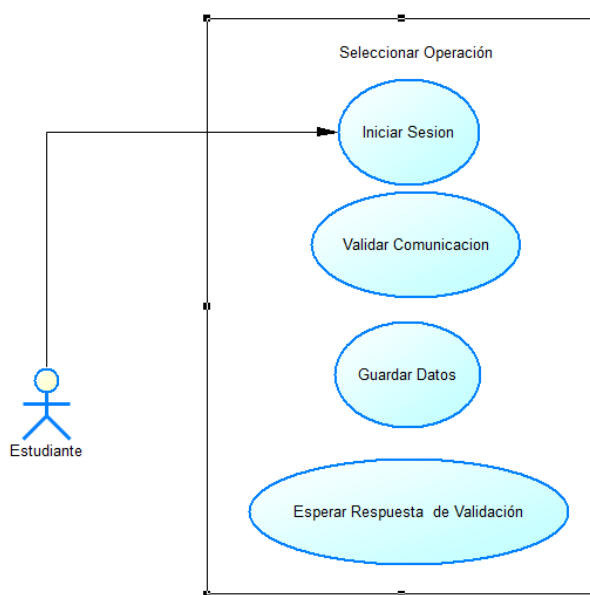 Seleccionar Operación
Iniciar Sesion
Validar Comunicacion
Guardar Datos
Estudiante
Esperar Respuesta  de Validación